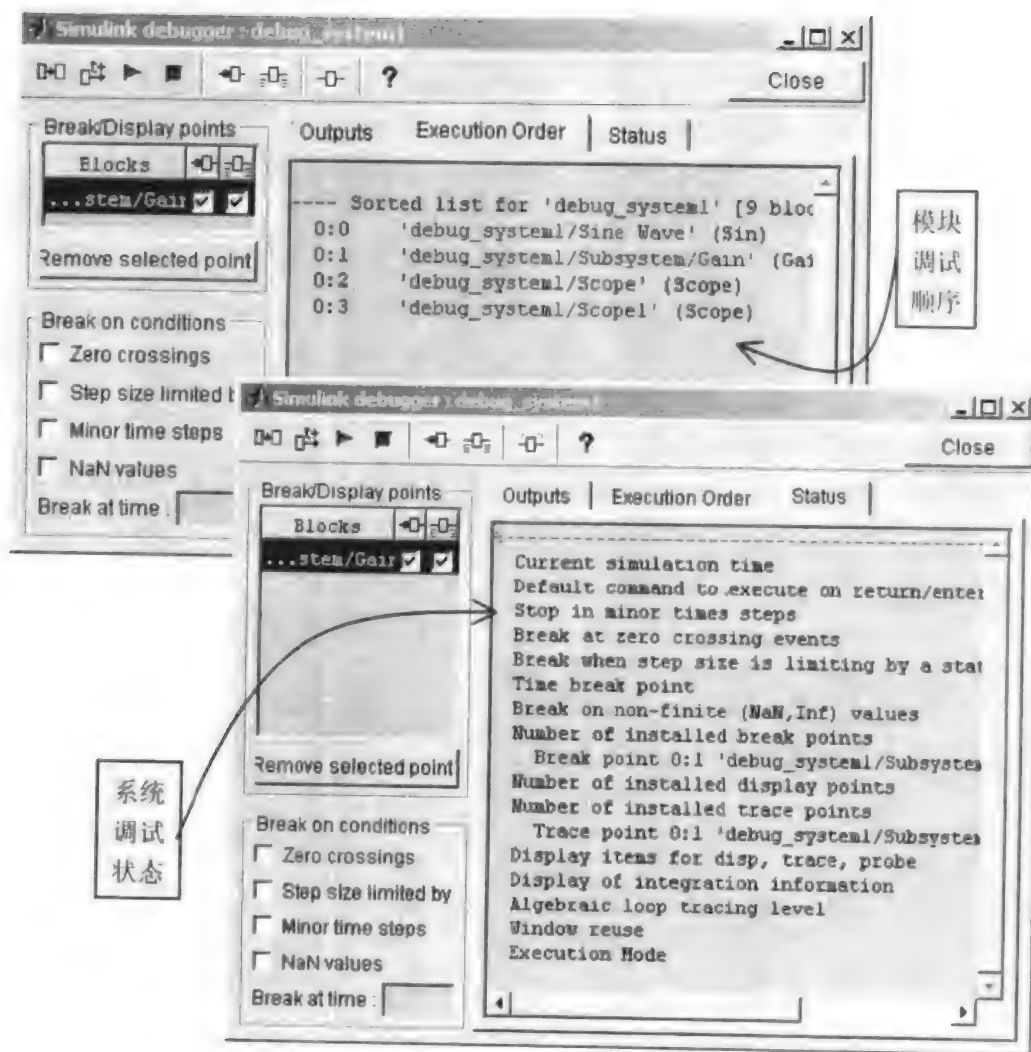 Simulink debugger : debug_system1
Close
Break/Display points
Blocks
...stem/Gain
Remove selected point
Break on conditions
Zero crossings
Step size limited b
Minor time steps
NaN values
Break at time :
Outputs
Execution Order
Status
---- Sorted list for 'debug_system1' [9 bloc
0:0 'debug_system1/Sine Wave' (Sin)
0:1 'debug_system1/Subsystem/Gain' (Gai
0:2 'debug_system1/Scope' (Scope)
0:3 'debug_system1/Scope1' (Scope)
模块
调试
顺序
Simulink debugger : debug_system1
Close
Break/Display points
Blocks
...stem/Gain
Remove selected point
Break on conditions
Zero crossings
Step size limited by
Minor time steps
NaN values
Break at time :
Outputs
Execution Order
Status
Current simulation time
Default command to execute on return/enter
Stop in minor times steps
Break at zero crossing events
Break when step size is limiting by a stat
Time break point
Break on non-finite (NaN,Inf) values
Number of installed break points
Break point 0:1 'debug_system1/Subsystem
Number of installed display points
Number of installed trace points
Trace point 0:1 'debug_system1/Subsystem
Display items for disp, trace, probe
Display of integration information
Algebraic loop tracing level
Window reuse
Execution Mode
系统
调试
状态